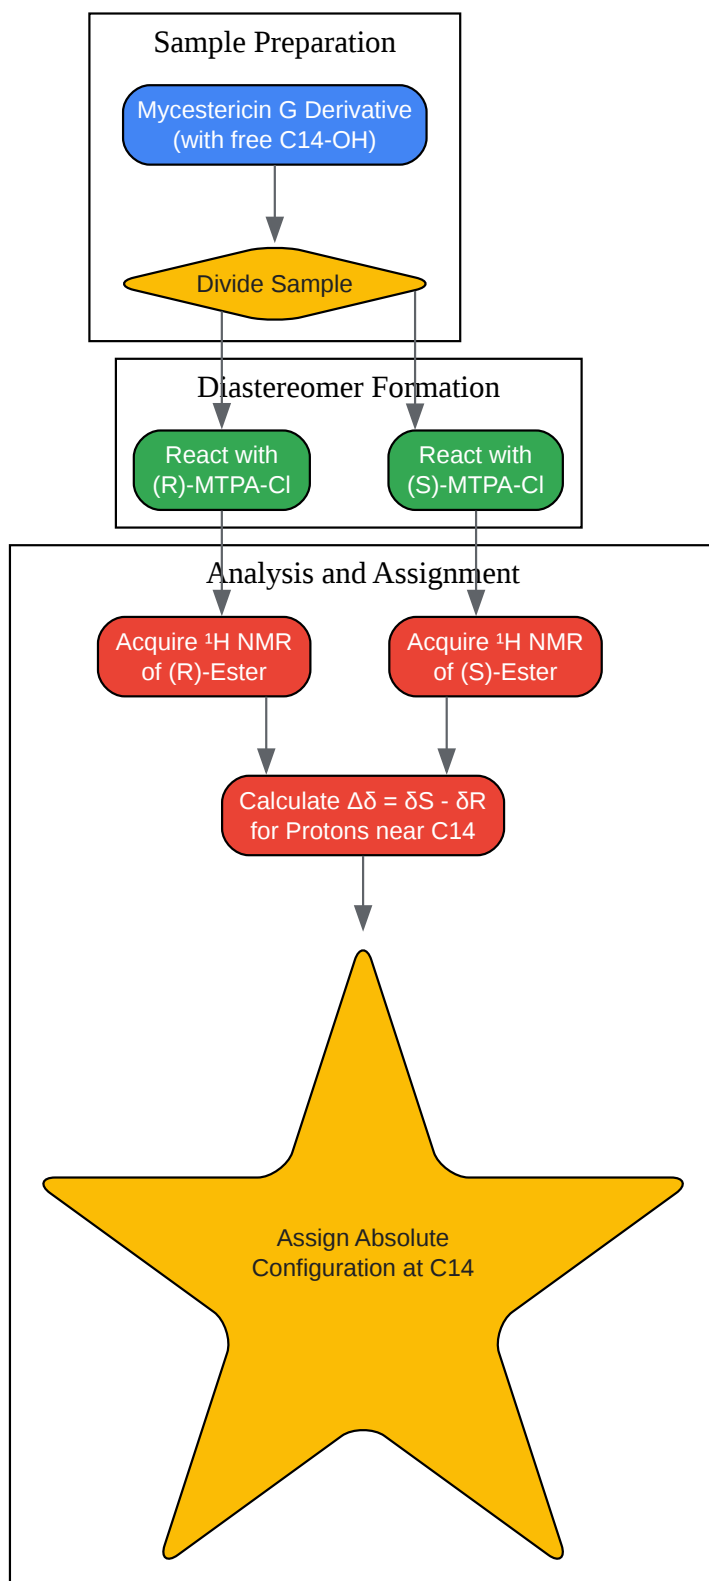 Sample Preparation
Mycestericin G Derivative
(with free C14-OH)
Divide Sample
Diastereomer Formation
React with
(R)-MTPA-Cl
React with
(S)-MTPA-Cl
Analysis and Assignment
Acquire ¹H NMR
of (R)-Ester
Acquire ¹H NMR
of (S)-Ester
Calculate Δδ = δS - δR
for Protons near C14
Assign Absolute
Configuration at C14